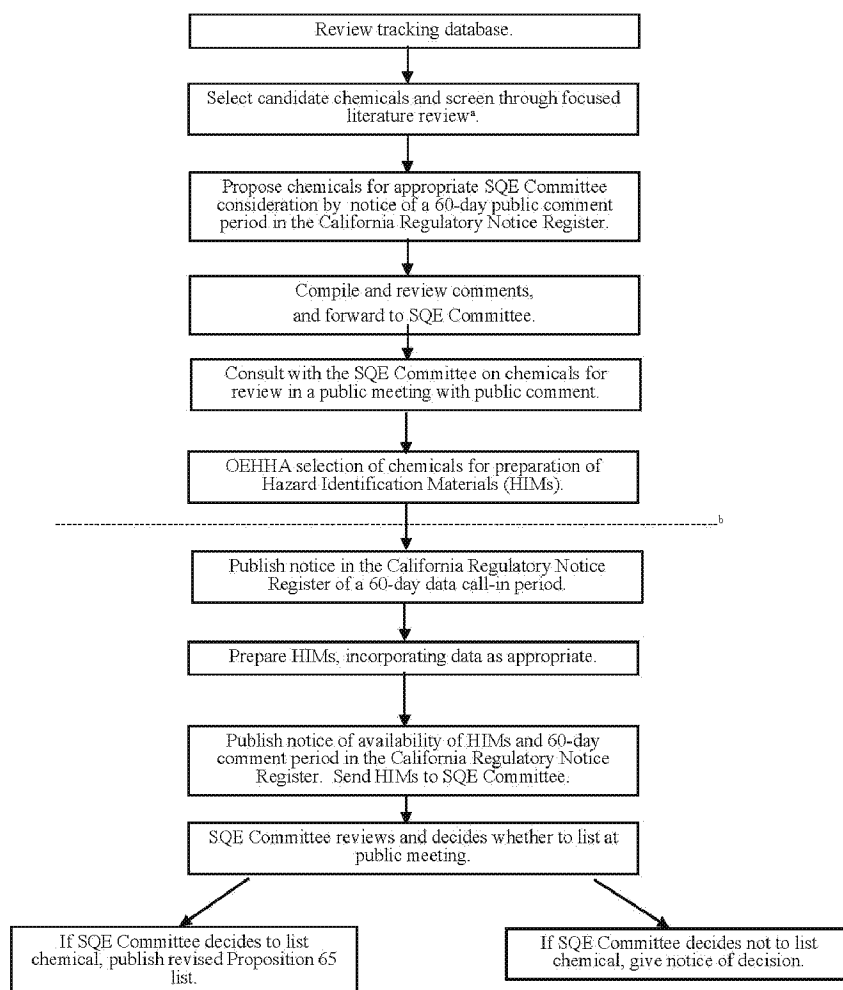 Review tracking database.
Select candidate chemicals and screen through focused
literature reviewᵃ.
Propose chemicals for appropriate SQE Committee
consideration by notice of a 60-day public comment
period in the California Regulatory Notice Register.
Compile and review comments,
and forward to SQE Committee.
Consult with the SQE Committee on chemicals for
review in a public meeting with public comment.
OEHHA selection of chemicals for preparation of
Hazard Identification Materials (HIMs).
b
Publish notice in the California Regulatory Notice
Register of a 60-day data call-in period.
Prepare HIMs, incorporating data as appropriate.
Publish notice of availability of HIMs and 60-day
comment period in the California Regulatory Notice
Register. Send HIMs to SQE Committee.
SQE Committee reviews and decides whether to list at
public meeting.
If SQE Committee decides to list
chemical, publish revised Proposition 65
list.
If SQE Committee decides not to list
chemical, give notice of decision.